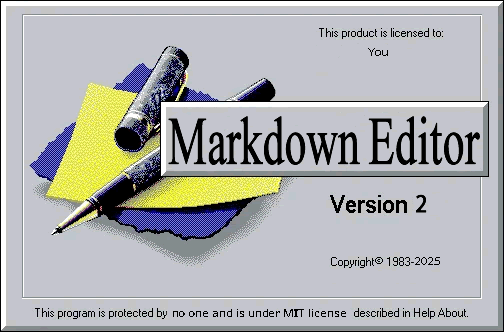 This product is licensed to:
You
Markdown Editor
Version 2
Copyright© 1983-2025
This program is protected by no one and is under MIT license described in Help About.